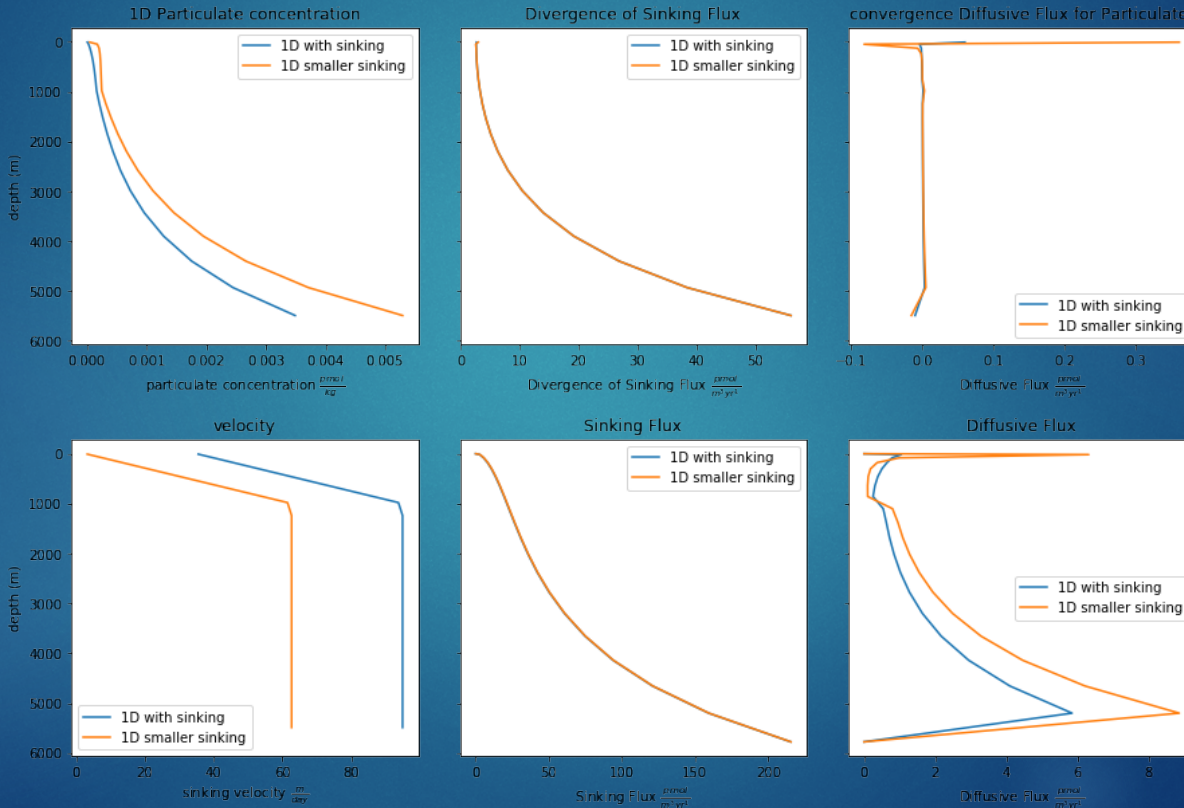 1D Particulate concentration
0
1000
2000
3000
4000
5000
6000
depth (m)
1D with sinking
1D smaller sinking
0.000 0.001 0.002 0.003 0.004 0.005
particulate concentration pmol/kg
Divergence of Sinking Flux
1D with sinking
1D smaller sinking
0 10 20 30 40 50
Divergence of Sinking Flux
convergence Diffusive Flux for Particulate
1D with sinking
1D smaller sinking
-0.1 0.0 0.1 0.2 0.3
Diffusive Flux
velocity
0
1000
2000
3000
4000
5000
6000
depth (m)
1D with sinking
1D smaller sinking
0 20 40 60 80
sinking velocity m/day
Sinking Flux
1D with sinking
1D smaller sinking
0 50 100 150 200
Sinking Flux
Diffusive Flux
1D with sinking
1D smaller sinking
0 2 4 6 8
Diffusive Flux